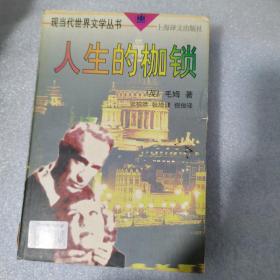 现当代世界文学丛书
上海译文出版社
人生的枷锁
毛姆 著